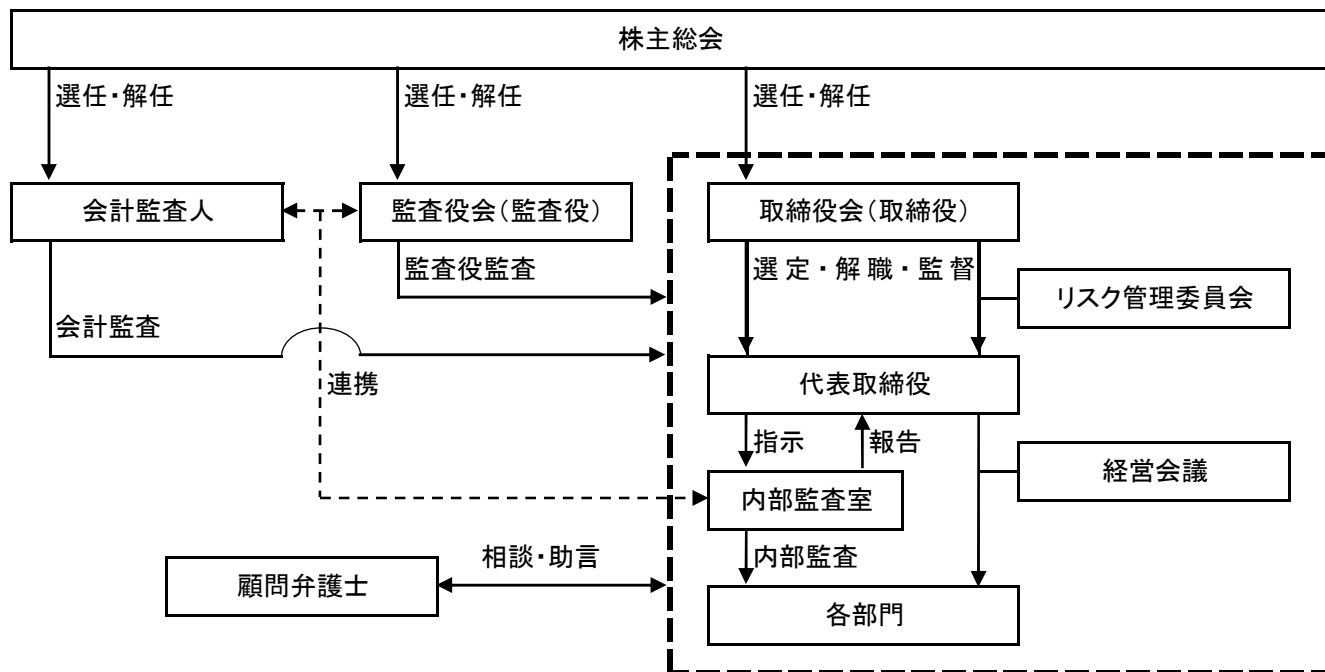 株主総会
選任・解任
選任・解任
選任・解任
会計監査人
監査役会(監査役)
取締役会(取締役)
監査役監査
選定・解職・監督
リスク管理委員会
会計監査
連携
代表取締役
指示
報告
経営会議
内部監査室
相談・助言
内部監査
顧問弁護士
各部門